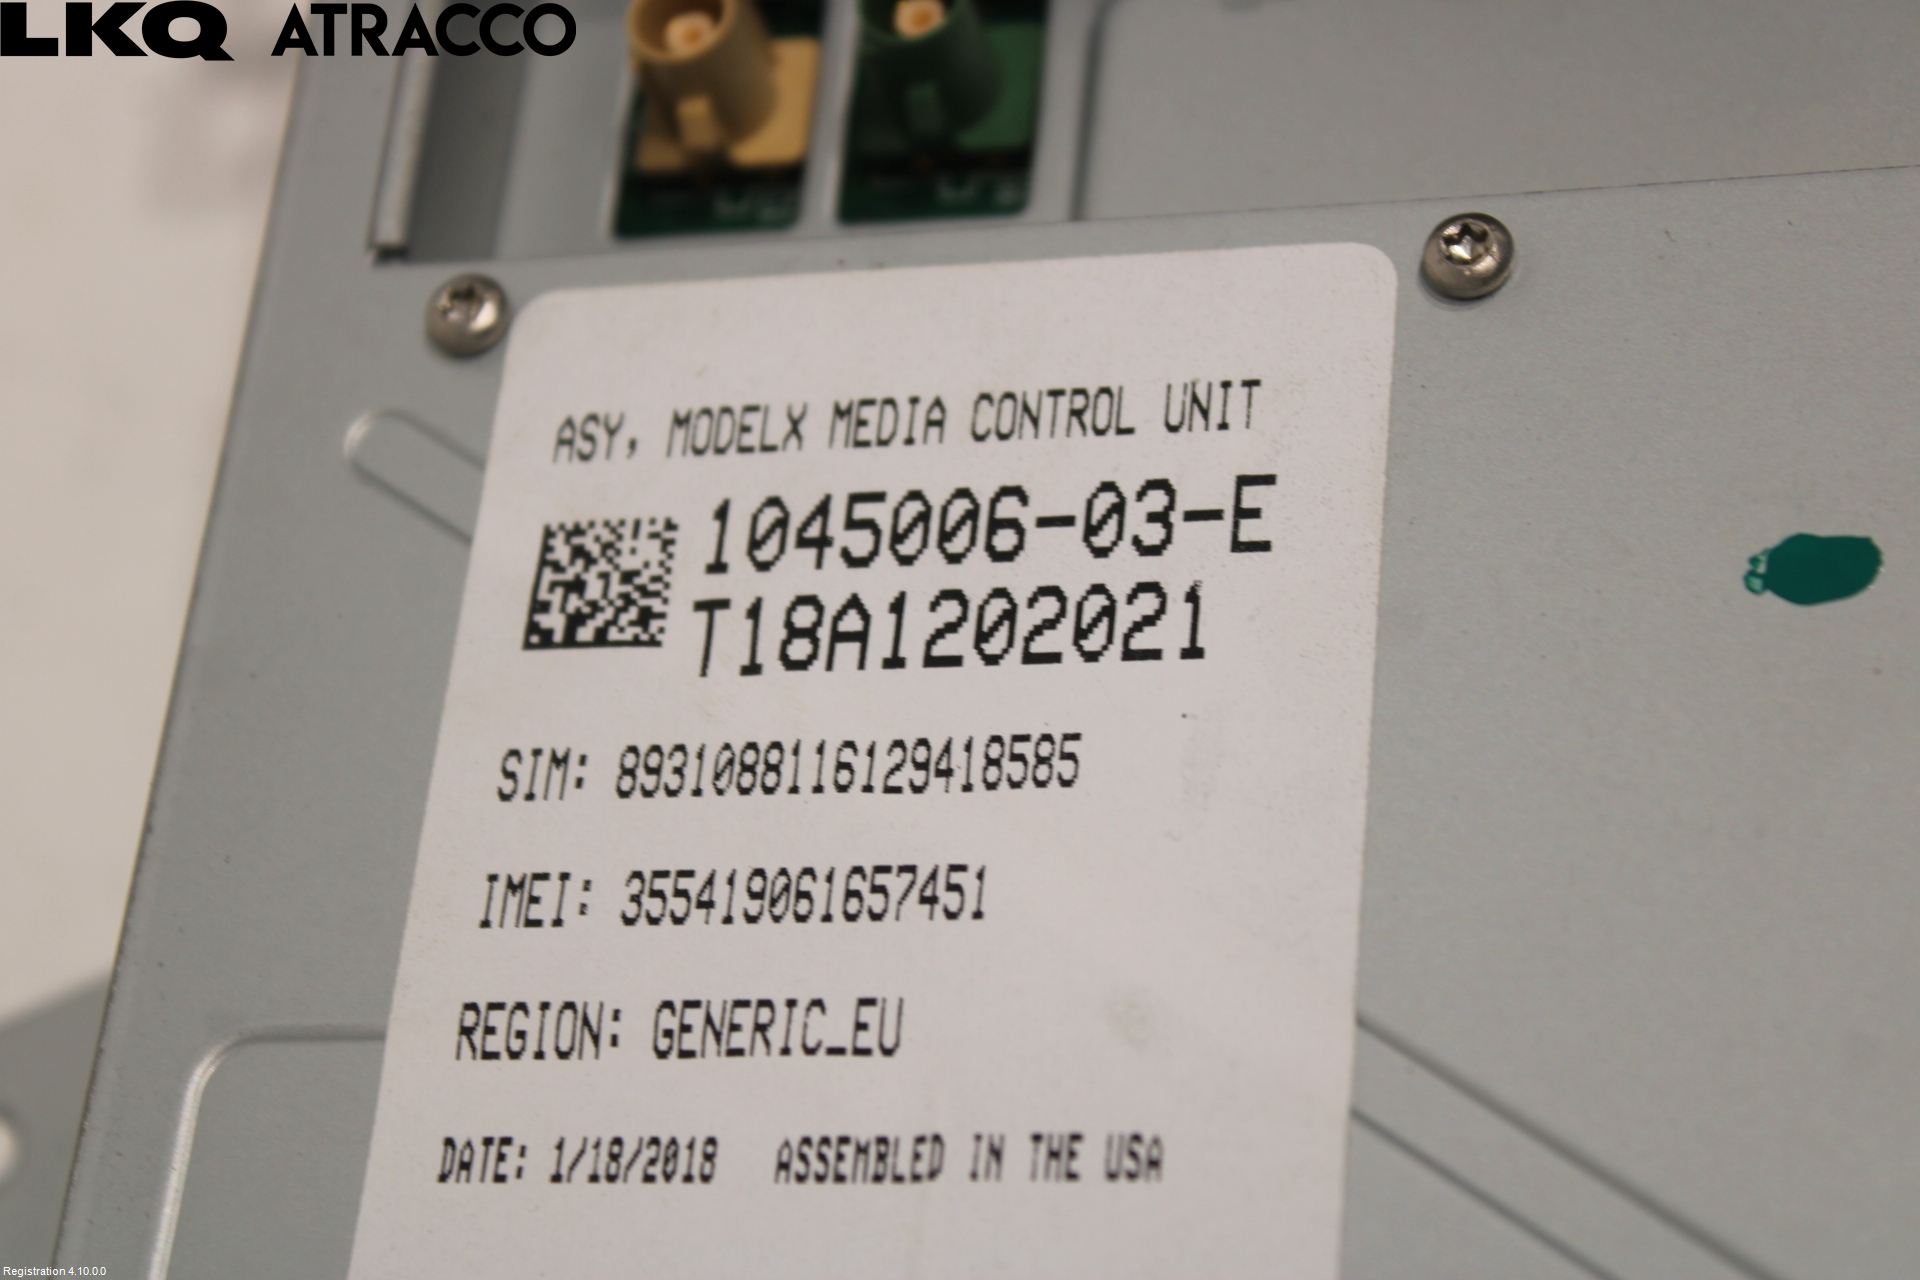 LKQ ATRACCO
ASY, MODELX MEDIA CONTROL UNIT
1045006-03-E
T18A1202021
SIM: 8931088116129418585
IMEI: 355419061657451
REGION: GENERIC_EU
DATE: 1/18/2018 ASSEMBLED IN THE USA
Registration 4.10.0.0